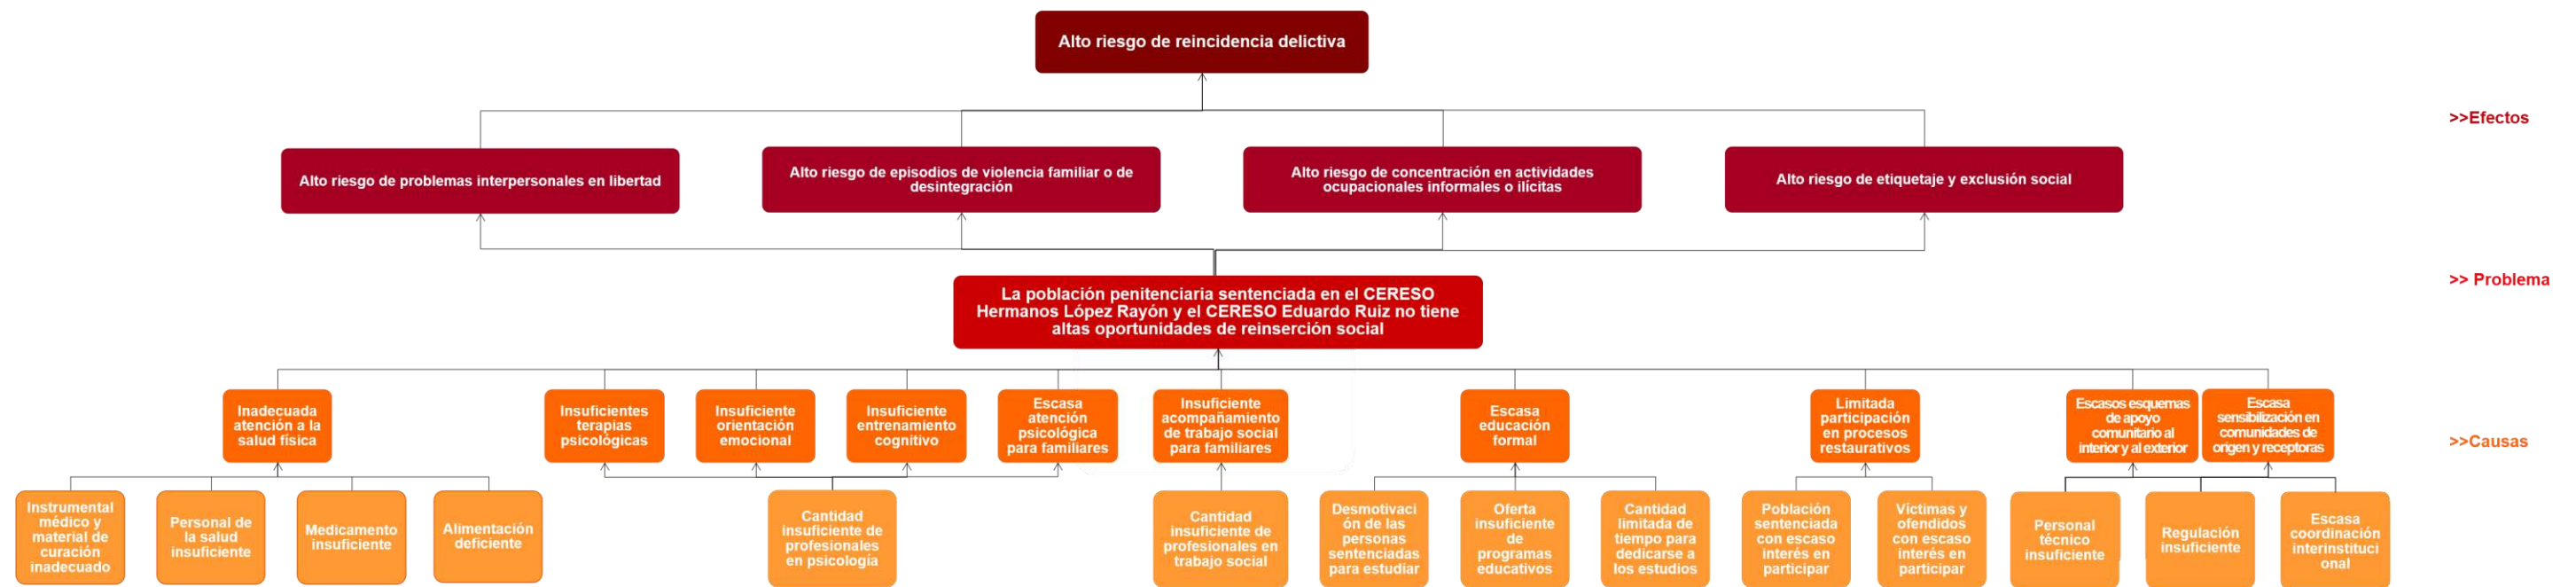 Alto riesgo de reincidencia delictiva
>>Efectos
Alto riesgo de problemas interpersonales en libertad
Alto riesgo de episodios de violencia familiar o de
desintegración
Alto riesgo de concentración en actividades
ocupacionales informales o ilícitas
Alto riesgo de etiquetaje y exclusión social
>> Problema
La población penitenciaria sentenciada en el CERESO
Hermanos López Rayón y el CERESO Eduardo Ruiz no tiene
altas oportunidades de reinserción social
Inadecuada
atención a la
salud física
Insuficientes
terapias
psicológicas
Insuficiente
orientación
emocional
Insuficiente
entrenamiento
cognitivo
Escasa
atención
psicológica
para familiares
Insuficiente
acompañamiento
de trabajo social
para familiares
Escasa
educación
formal
Limitada
participación
en procesos
restaurativos
Escasos esquemas
de apoyo
comunitario al
interior y al exterior
Escasa
sensibilización en
comunidades de
origen y receptoras
>>Causas
Instrumental
médico y
material de
curación
inadecuado
Personal de
la salud
insuficiente
Medicamento
insuficiente
Alimentación
deficiente
Cantidad
insuficiente de
profesionales
en psicología
Cantidad
insuficiente de
profesionales en
trabajo social
Desmotivaci
ón de las
personas
sentenciadas
para estudiar
Oferta
insuficiente
de
programas
educativos
Cantidad
limitada de
tiempo para
dedicarse a
los estudios
Población
sentenciada
con escaso
interés en
participar
Víctimas y
ofendidos
con escaso
interés en
participar
Personal
técnico
insuficiente
Regulación
insuficiente
Escasa
coordinación
interinstituci
onal